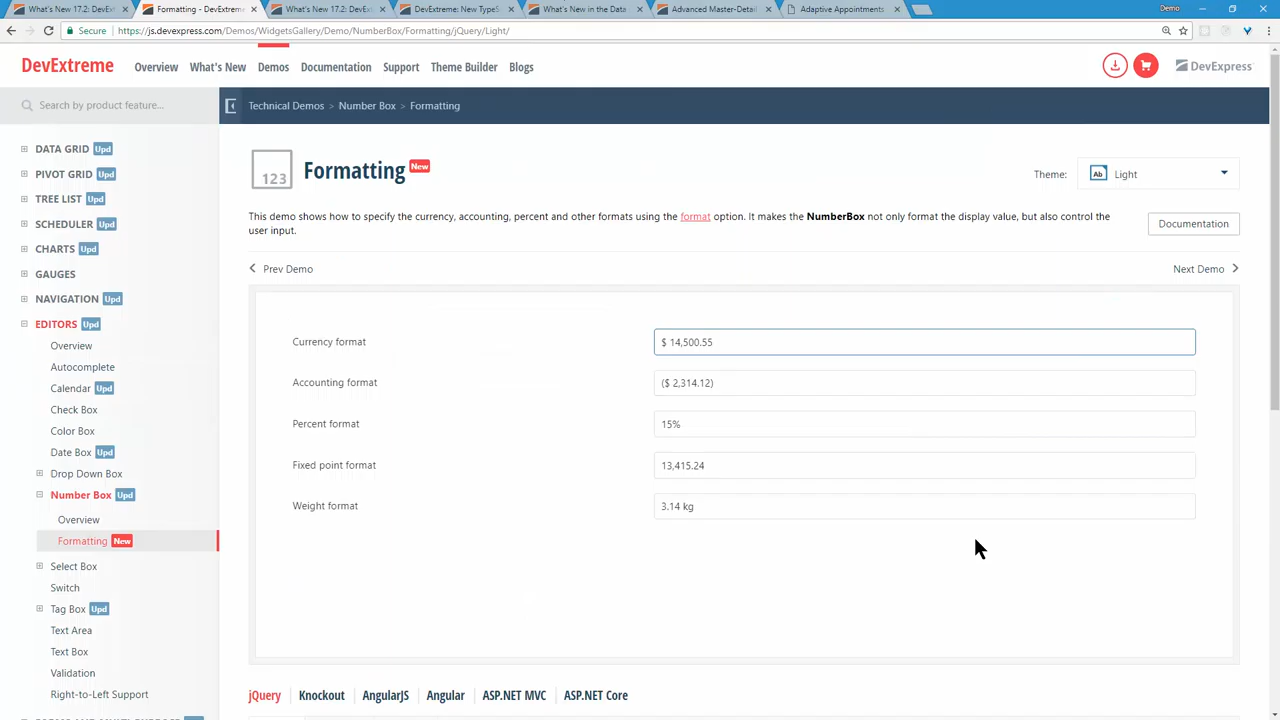 What's New 17.2: DevEx
Formatting - DevExtreme
What's New 17.2: DevEx
DevExtreme: New TypeS
What's New in the Data
Advanced Master-Detail
Adaptive Appointments
Demo
Secure
https://js.devexpress.com/Demos/WidgetsGallery/Demo/NumberBox/Formatting/jQuery/Light/
DevExtreme
Overview
What's New
Demos
Documentation
Support
Theme Builder
Blogs
DevExpress
Search by product feature...
Technical Demos > Number Box > Formatting
DATA GRID Upd
PIVOT GRID Upd
TREE LIST Upd
SCHEDULER Upd
CHARTS Upd
GAUGES
NAVIGATION Upd
EDITORS Upd
Overview
Autocomplete
Calendar Upd
Check Box
Color Box
Date Box Upd
Drop Down Box
Number Box Upd
Overview
Formatting New
Select Box
Switch
Tag Box Upd
Text Area
Text Box
Validation
Right-to-Left Support
123
Formatting New
Theme:
Ab Light
This demo shows how to specify the currency, accounting, percent and other formats using the format option. It makes the NumberBox not only format the display value, but also control the
user input.
Documentation
Prev Demo
Next Demo
Currency format
$ 14,500.55
Accounting format
($ 2,314.12)
Percent format
15%
Fixed point format
13,415.24
Weight format
3.14 kg
jQuery
Knockout
AngularJS
Angular
ASP.NET MVC
ASP.NET Core